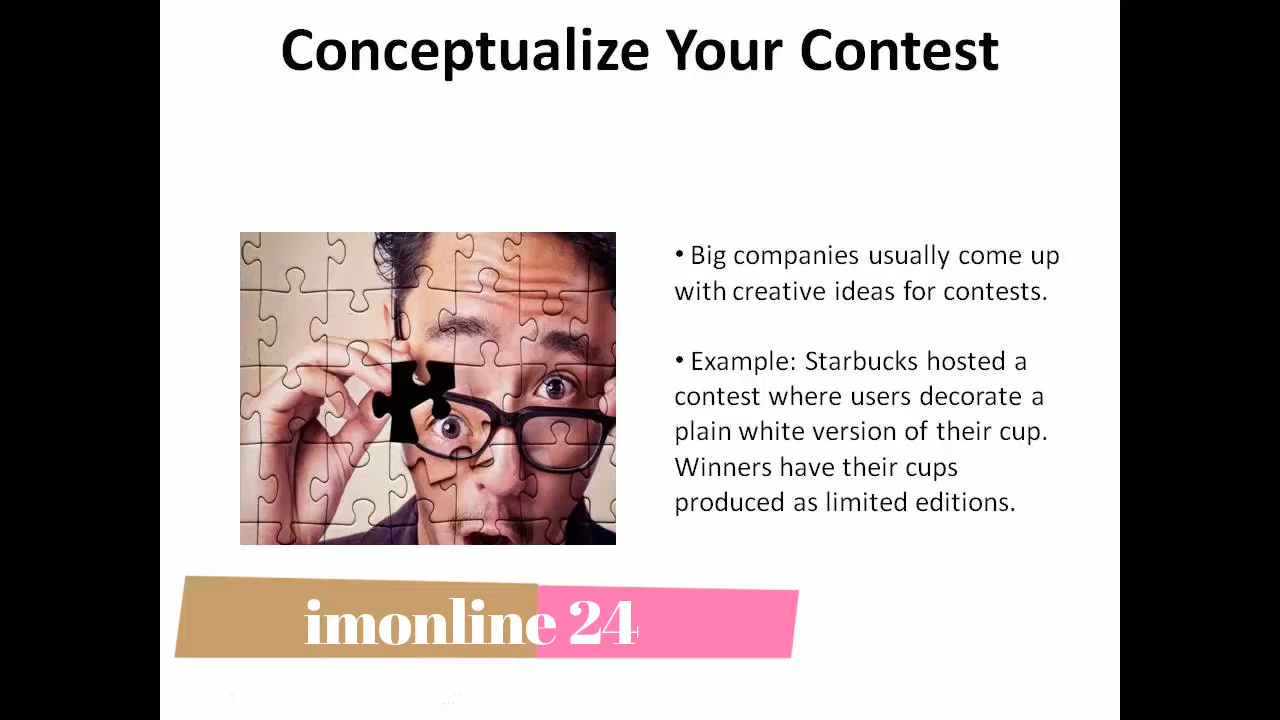 Conceptualize Your Contest
• Big companies usually come up
with creative ideas for contests.
• Example: Starbucks hosted a
contest where users decorate a
plain white version of their cup.
Winners have their cups
produced as limited editions.
imonline 24